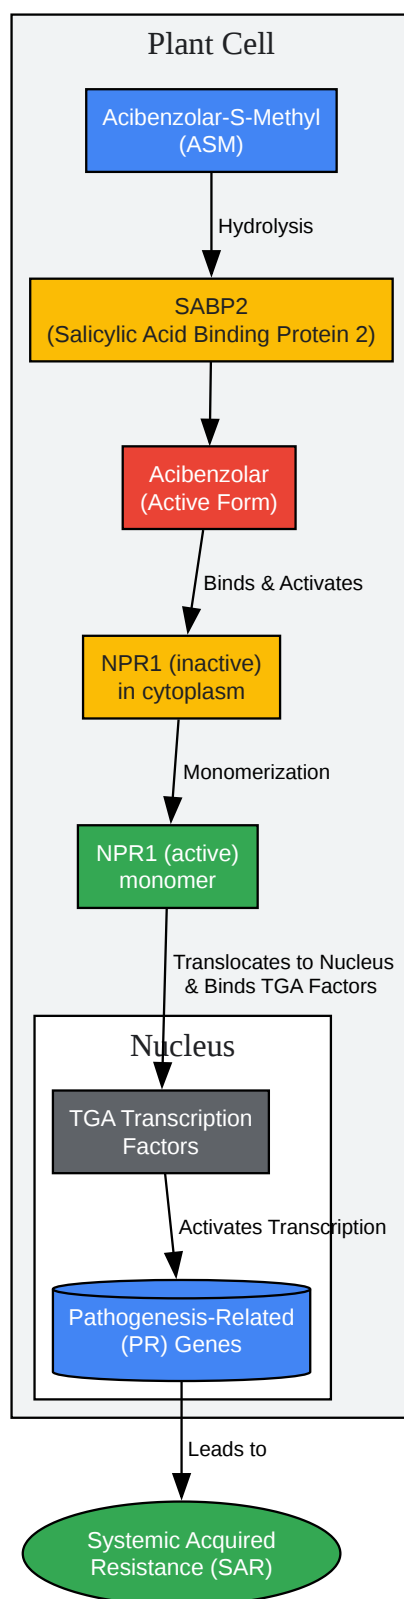 Plant Cell
Acibenzolar-S-Methyl
(ASM)
Hydrolysis
SABP2
(Salicylic Acid Binding Protein 2)
Acibenzolar
(Active Form)
Binds & Activates
NPR1 (inactive)
in cytoplasm
Monomerization
NPR1 (active)
monomer
Translocates to Nucleus
& Binds TGA Factors
Nucleus
TGA Transcription
Factors
Activates Transcription
Pathogenesis-Related
(PR) Genes
Leads to
Systemic Acquired
Resistance (SAR)